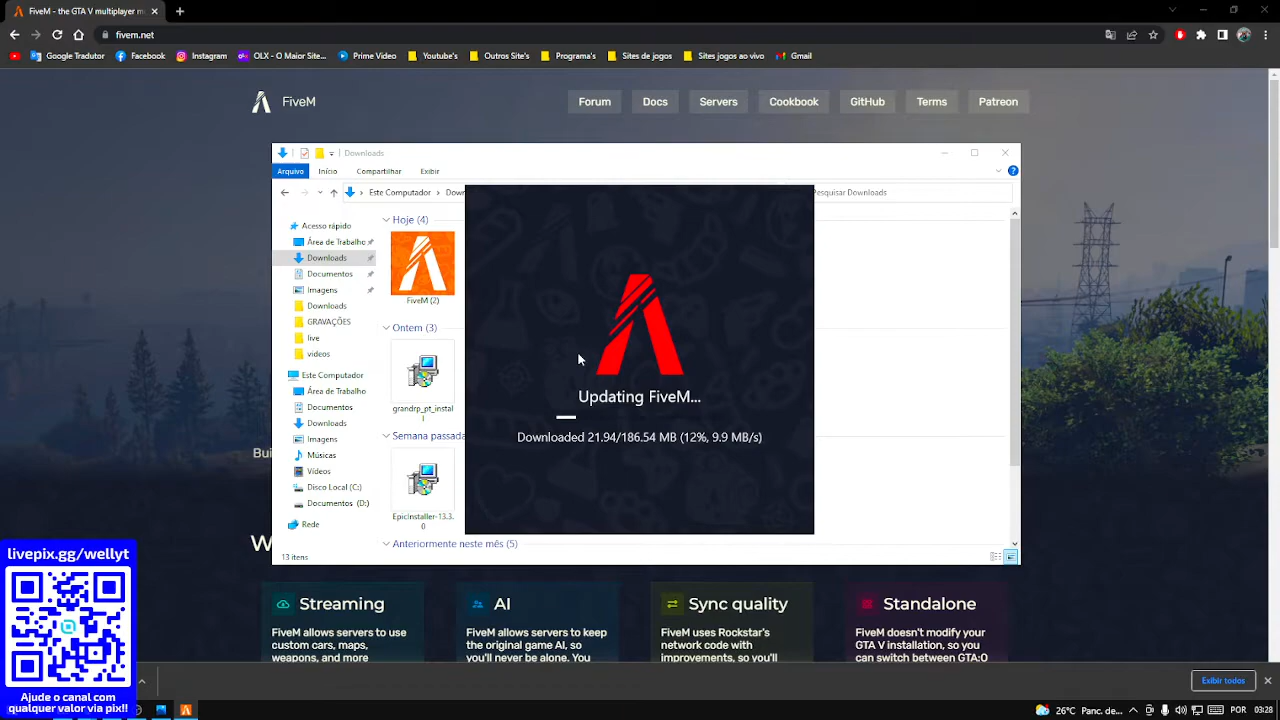 FiveM - the GTA V multiplayer m
fivem.net
Google Tradutor
Facebook
Instagram
OLX - O Maior Site...
Prime Video
Youtube's
Outros Site's
Programa's
Sites de jogos
Sites jogos ao vivo
Gmail
FiveM
Forum
Docs
Servers
Cookbook
GitHub
Terms
Patreon
Downloads
Arquivo
Início
Compartilhar
Exibir
Este Computador
Dow
Pesquisar Downloads
Acesso rápido
Área de Trabalho
Downloads
Documentos
Imagens
Downloads
GRAVAÇÕES
live
videos
Este Computador
Área de Trabalho
Documentos
Downloads
Imagens
Músicas
Vídeos
Disco Local (C:)
Documentos (D:)
Rede
13 itens
Hoje (4)
FiveM (2)
Ontem (3)
grandrp_pt_instal
l
Semana passada
EpicInstaller-13.3.
0
Anteriormente neste mês (5)
Updating FiveM...
Downloaded 21.94/186.54 MB (12%, 9.9 MB/s)
Bui
W
Streaming
FiveM allows servers to use
custom cars, maps,
weapons, and more
AI
FiveM allows servers to keep
the original game AI, so
you'll never be alone. You
Sync quality
FiveM uses Rockstar's
network code with
improvements, so you'll
Standalone
FiveM doesn't modify your
GTA V installation, so you
can switch between GTA:O
livepix.gg/wellyt
Ajude o canal com
qualquer valor via pix!!
Exibir todos
26°C Panc. de...
POR
03:28